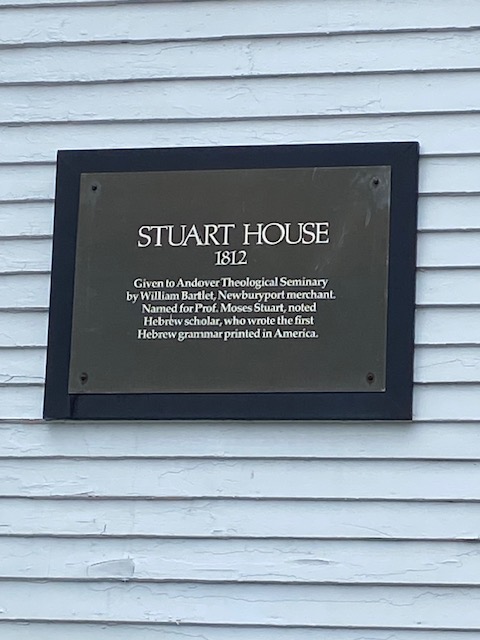 STUART HOUSE
1812
Given to Andover Theological Seminary
by William Bartlet, Newburyport merchant.
Named for Prof. Moses Stuart, noted
Hebrew scholar, who wrote the first
Hebrew grammar printed in America.